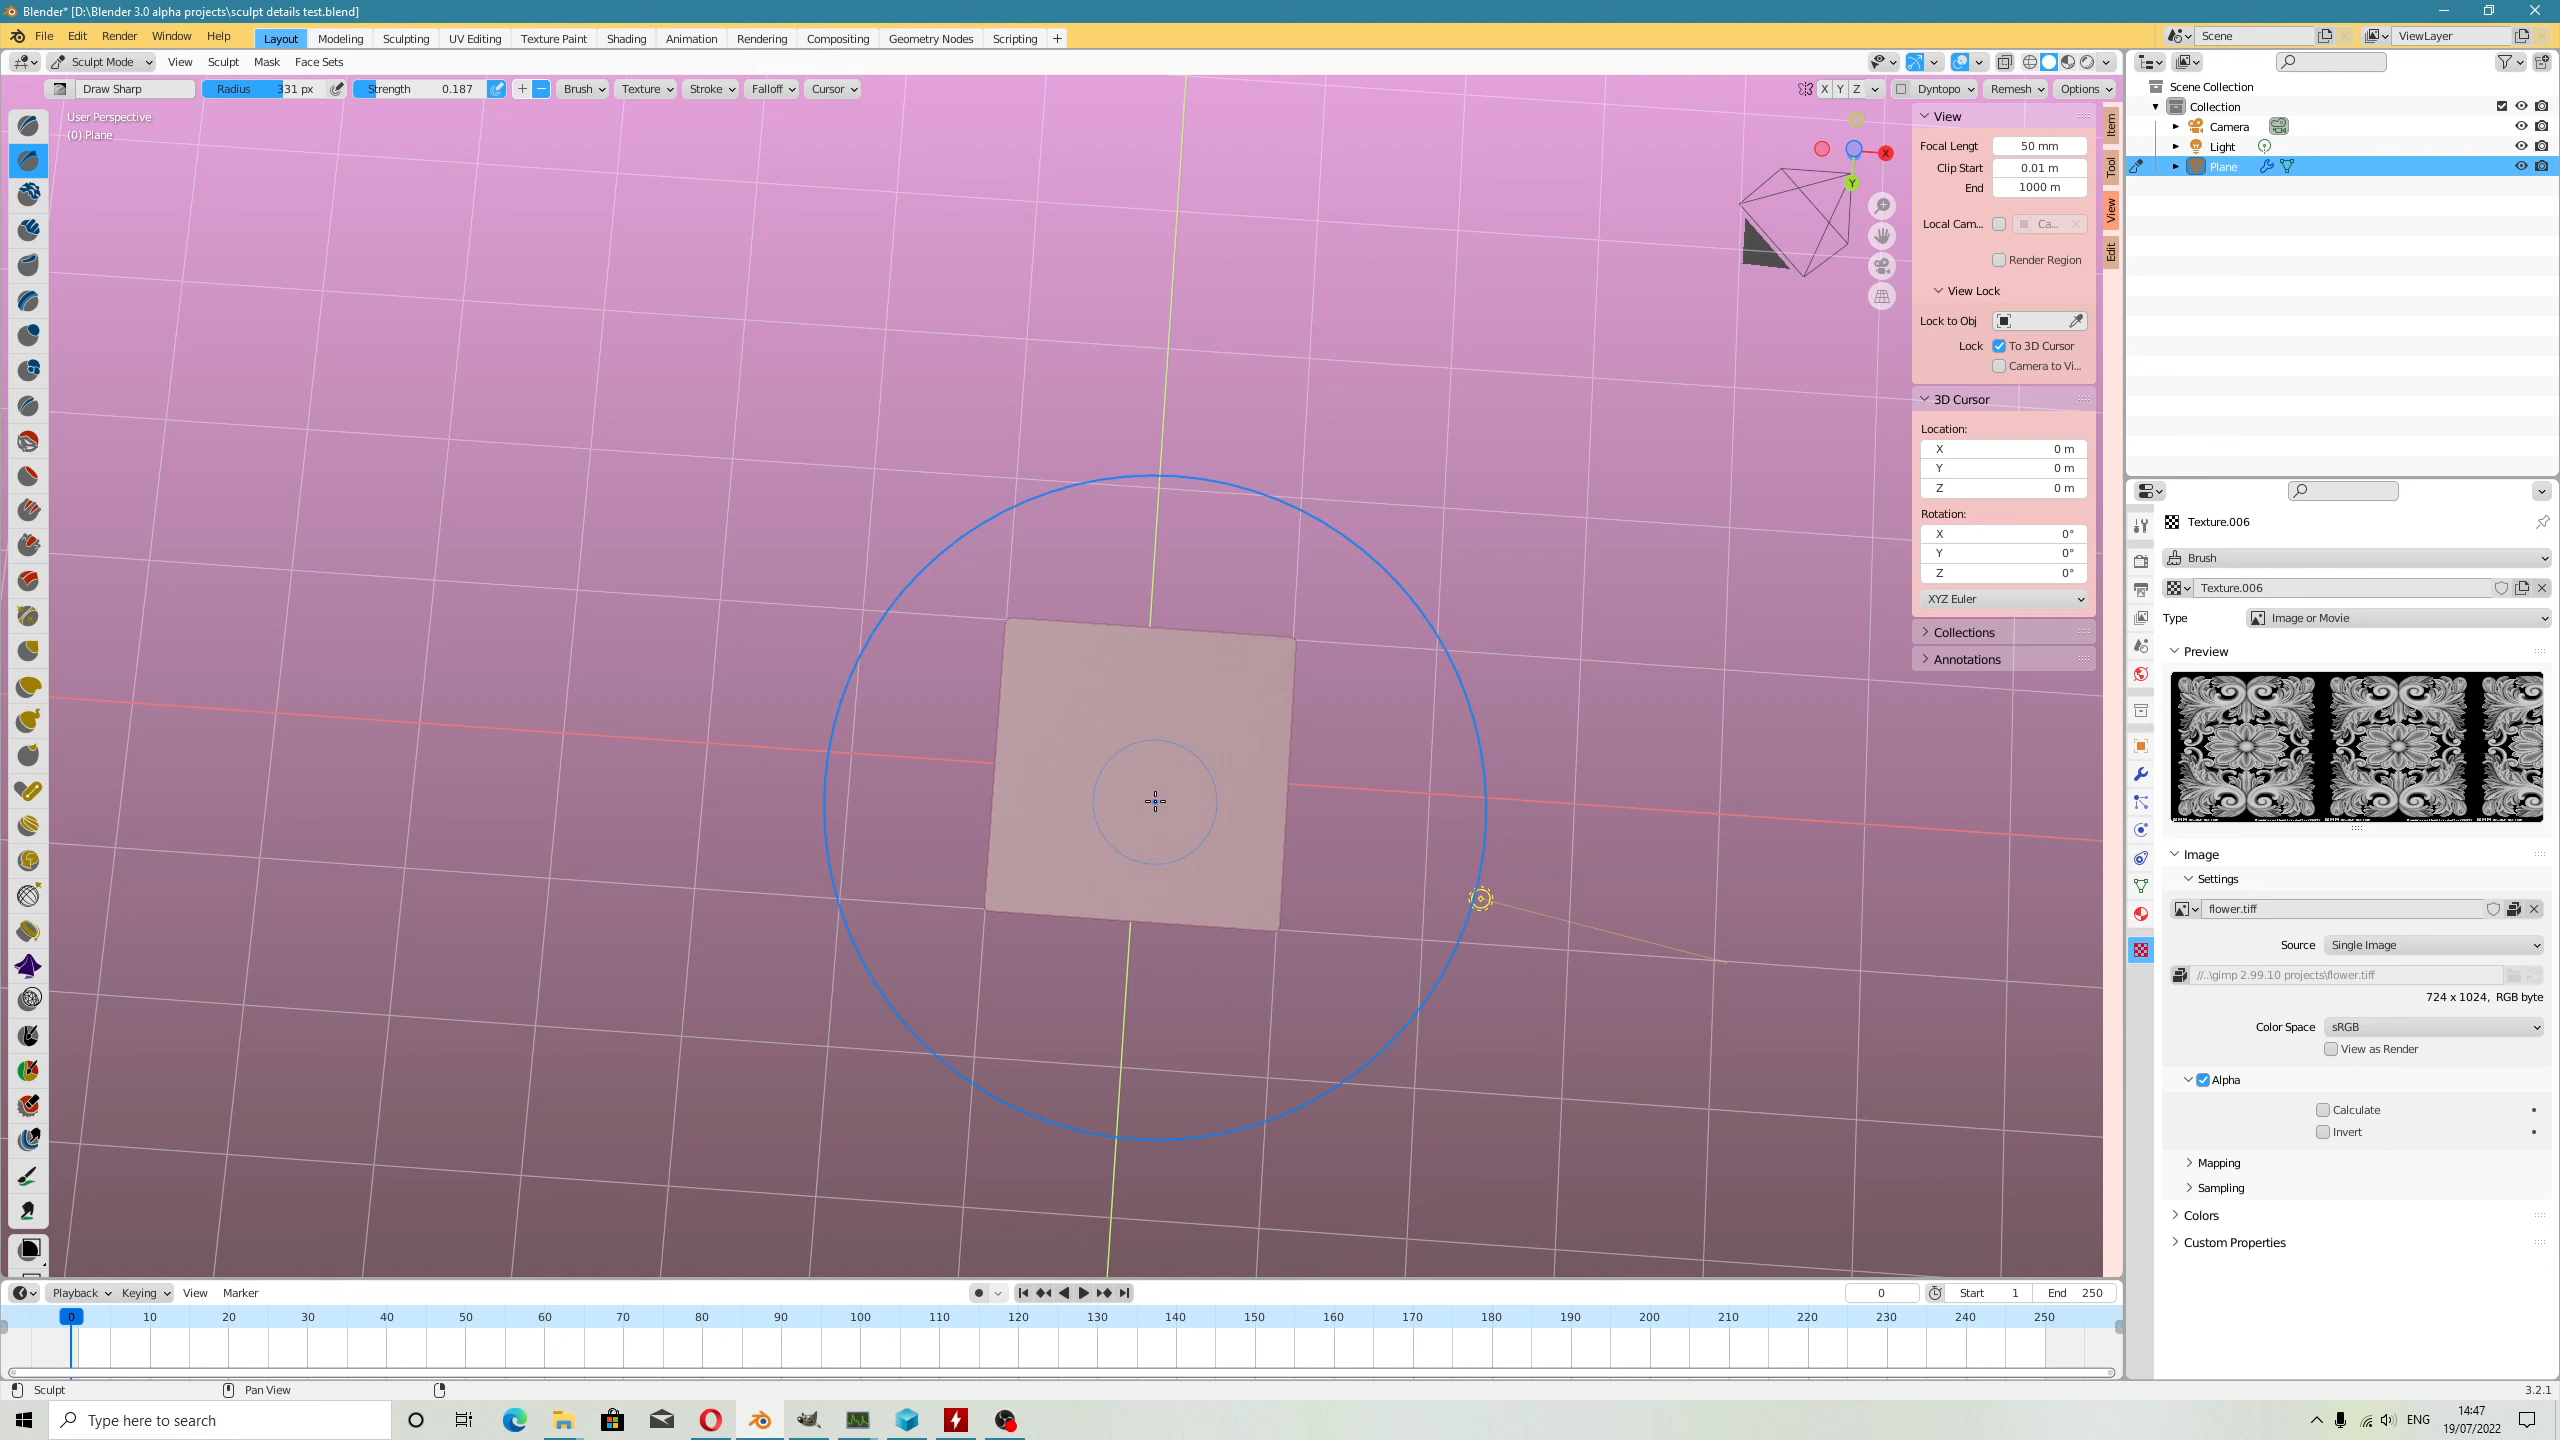 Blender* [D:\Blender 3.0 alpha projects\sculpt details test.blend]
File Edit Render Window Help Layout Modeling Sculpting UV Editing Texture Paint Shading Animation Rendering Compositing Geometry Nodes Scripting + Scene ViewLayer
Sculpt Mode View Sculpt Mask Face Sets
Draw Sharp Radius 331 px Strength 0.187 Brush Texture Stroke Falloff Cursor X Y Z Dyntopo Remesh Options
User Perspective
(0) Plane
X
Y
View
Focal Lengt 50 mm
Clip Start 0.01 m
End 1000 m
Local Cam... Ca...
Render Region
View Lock
Lock to Obj
Lock To 3D Cursor
Camera to Vi...
3D Cursor
Location:
X 0 m
Y 0 m
Z 0 m
Rotation:
X 0°
Y 0°
Z 0°
XYZ Euler
Collections
Annotations
Item
Tool
View
Edit
Scene Collection
Collection
Camera
Light
Plane
Texture.006
Brush
Texture.006
Type Image or Movie
Preview
Image
Settings
flower.tiff
Source Single Image
//..\gimp 2.99.10 projects\flower.tiff
724 x 1024, RGB byte
Color Space sRGB
View as Render
Alpha
Calculate
Invert
Mapping
Sampling
Colors
Custom Properties
Playback Keying View Marker 0 Start 1 End 250
0 10 20 30 40 50 60 70 80 90 100 110 120 130 140 150 160 170 180 190 200 210 220 230 240 250
Sculpt Pan View 3.2.1
Type here to search ENG 14:47
19/07/2022